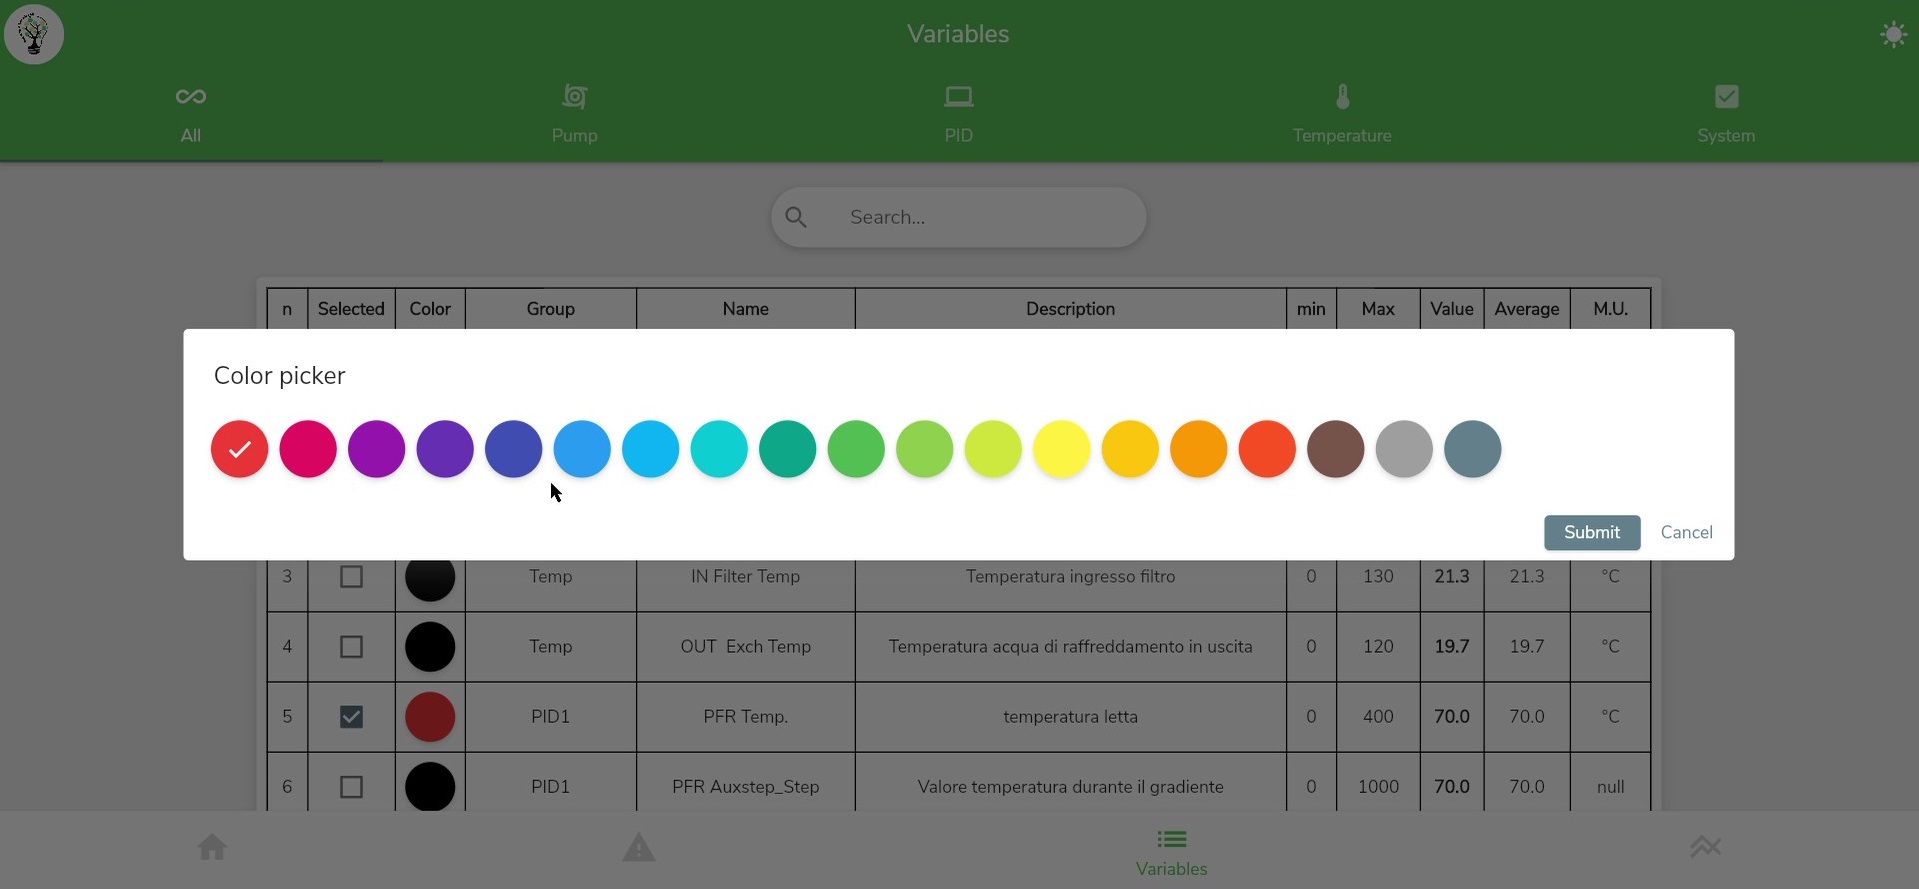 Variables
All Pump PID Temperature System
Search...
n Selected Color Group Name Description min Max Value Average M.U.
Color picker
Submit Cancel
3 Temp IN Filter Temp Temperatura ingresso filtro 0 130 21.3 21.3 °C
4 Temp OUT Exch Temp Temperatura acqua di raffreddamento in uscita 0 120 19.7 19.7 °C
5 PID1 PFR Temp. temperatura letta 0 400 70.0 70.0 °C
6 PID1 PFR Auxstep_Step Valore temperatura durante il gradiente 0 1000 70.0 70.0 null
Variables